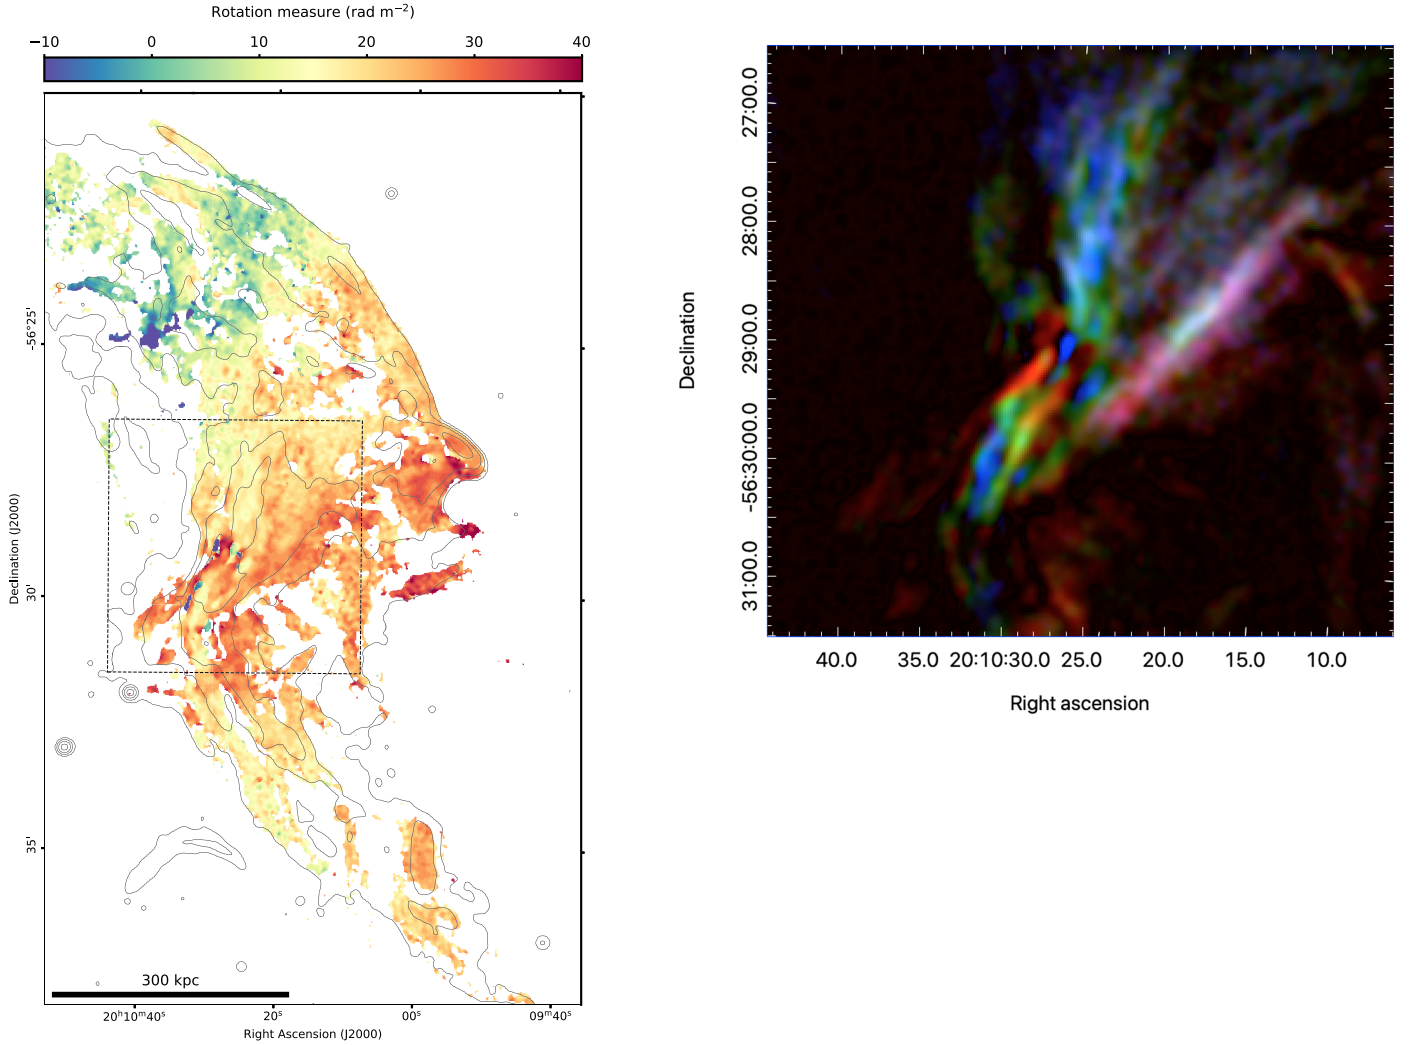 Rotation measure (rad m⁻²)
−10 0 10 20 30 40
Declination (J2000)
-56°25'
30'
35'
300 kpc
20ʰ10ᵐ40ˢ 20ˢ 00ˢ 09ᵐ40ˢ
Right Ascension (J2000)
Declination
27:00.0
28:00.0
29:00.0
-56:30:00.0
31:00.0
40.0 35.0 20:10:30.0 25.0 20.0 15.0 10.0
Right ascension